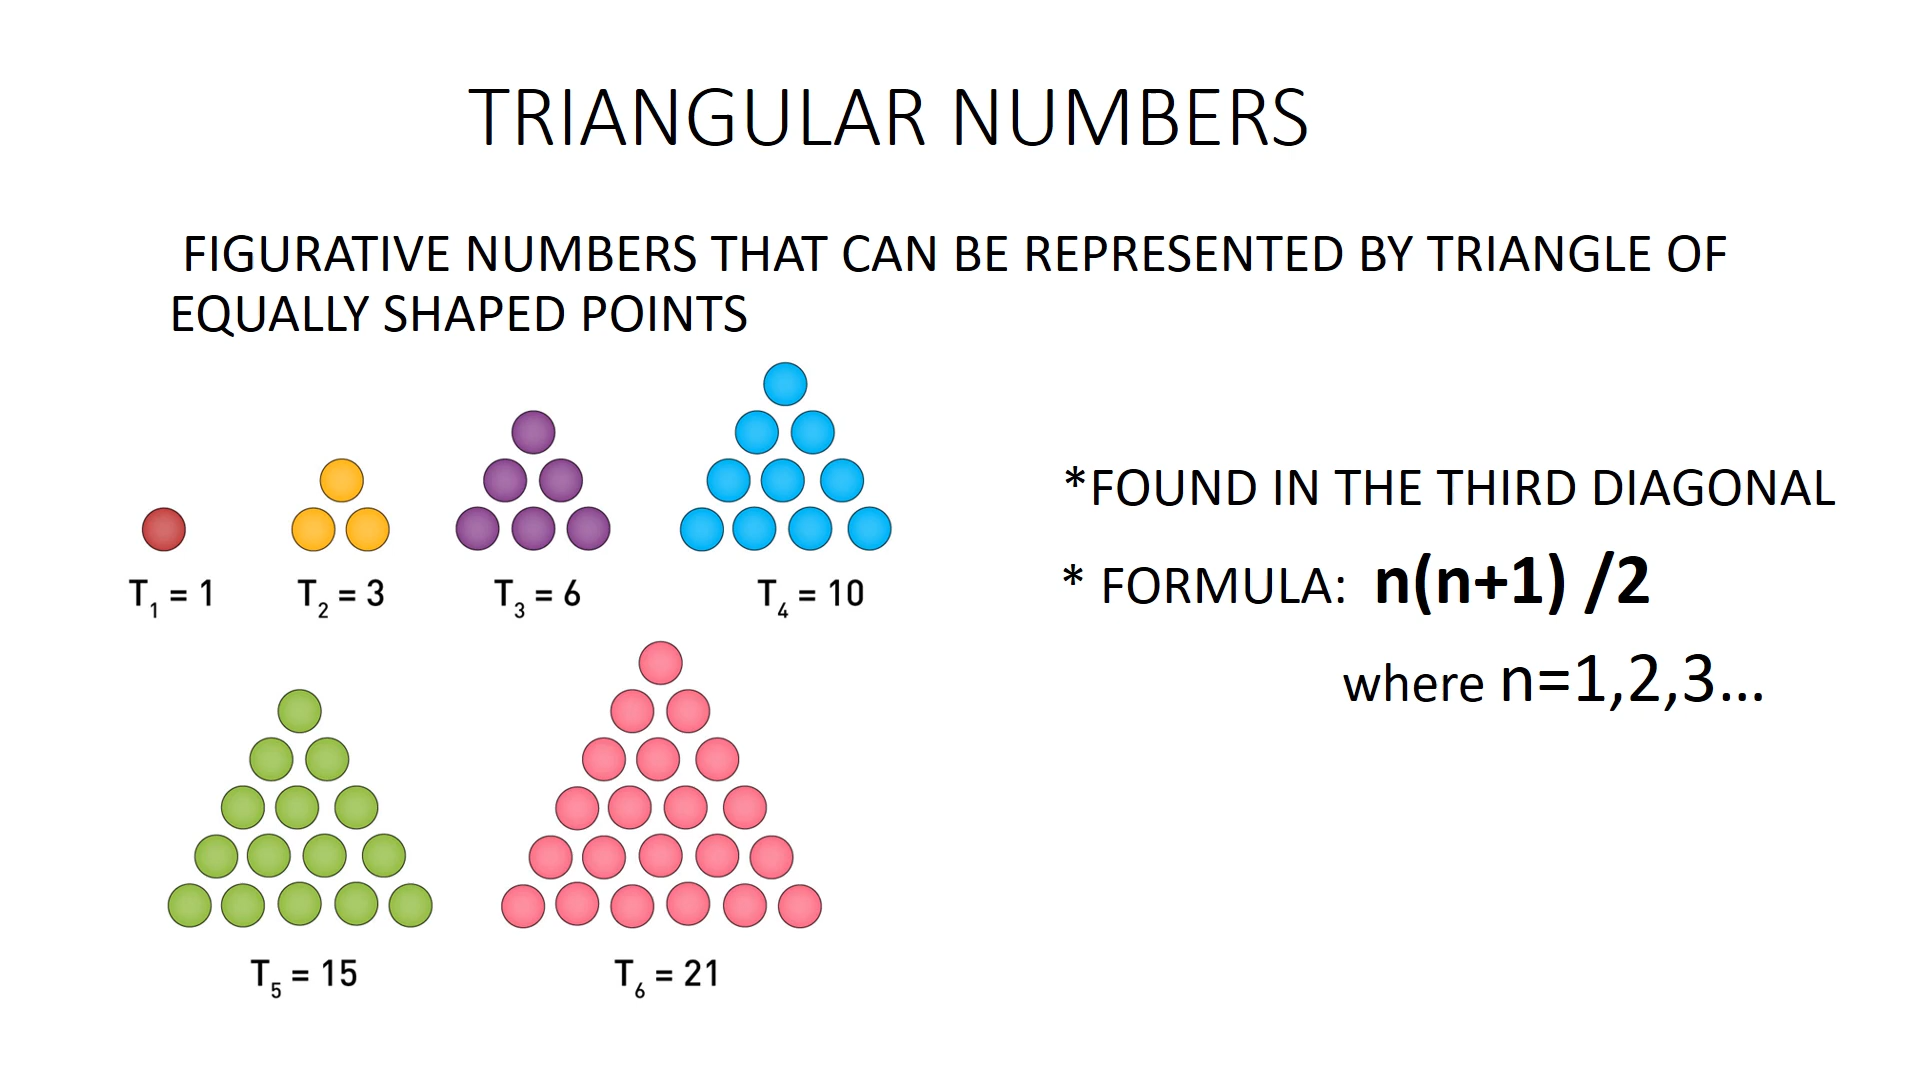 TRIANGULAR NUMBERS
FIGURATIVE NUMBERS THAT CAN BE REPRESENTED BY TRIANGLE OF
EQUALLY SHAPED POINTS
T₁ = 1
T₂ = 3
T₃ = 6
T₄ = 10
T₅ = 15
T₆ = 21
*FOUND IN THE THIRD DIAGONAL
* FORMULA: n(n+1) /2
where n=1,2,3...